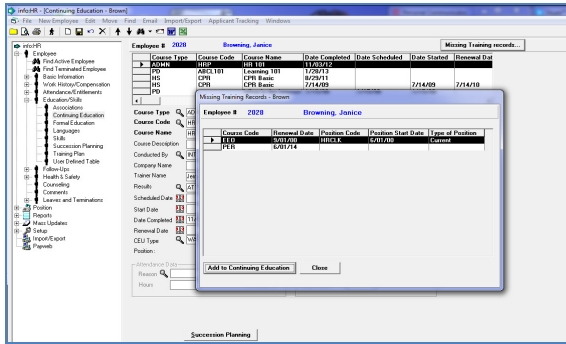 info:HR - [Continuing Education - Brown]
File New Employee Edit Move Find Email Import/Export Applicant Tracking Windows
info:HR
Employee
Find Active Employee
Find Terminated Employee
Basic Information
Work History/Compensation
Attendance/Entitlements
Education/Skills
Associations
Continuing Education
Formal Education
Languages
Skills
Succession Planning
Training Plan
User Defined Table
Follow-Ups
Health & Safety
Counseling
Comments
Leaves and Terminations
Position
Reports
Mass Updates
Setup
Import/Export
Payweb
Employee # 2028 Browning, Janice Missing Training records...
Course Type Course Code Course Name Date Completed Date Scheduled Date Started Renewal Dat
ADMN HRP HR 101 11/03/12
PD ABCL101 Learning 101 1/28/13
HS CPR CPR Basic 8/29/11
HS CPR CPR Basic 7/14/09 7/14/09 7/14/10
PD
Course Type AD
Course Code HR
Course Name HR
Course Description
Conducted By INT
Company Name
Trainer Name Jen
Results AT
Scheduled Date
Start Date
Date Completed 11/
Renewal Date
CEU Type
Position :
Attendance Data
Reason
Hours
Succession Planning
Missing Training Records - Brown
Employee # 2028 Browning, Janice
Course Code Renewal Date Position Code Position Start Date Type of Position
EEO 9/01/00 HRCLK 6/01/00 Current
PER 6/01/14
Add to Continuing Education Close